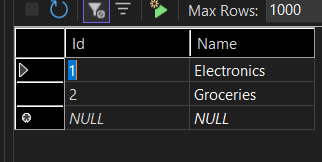 Max Rows: 1000
Id Name
1 Electronics
2 Groceries
NULL NULL